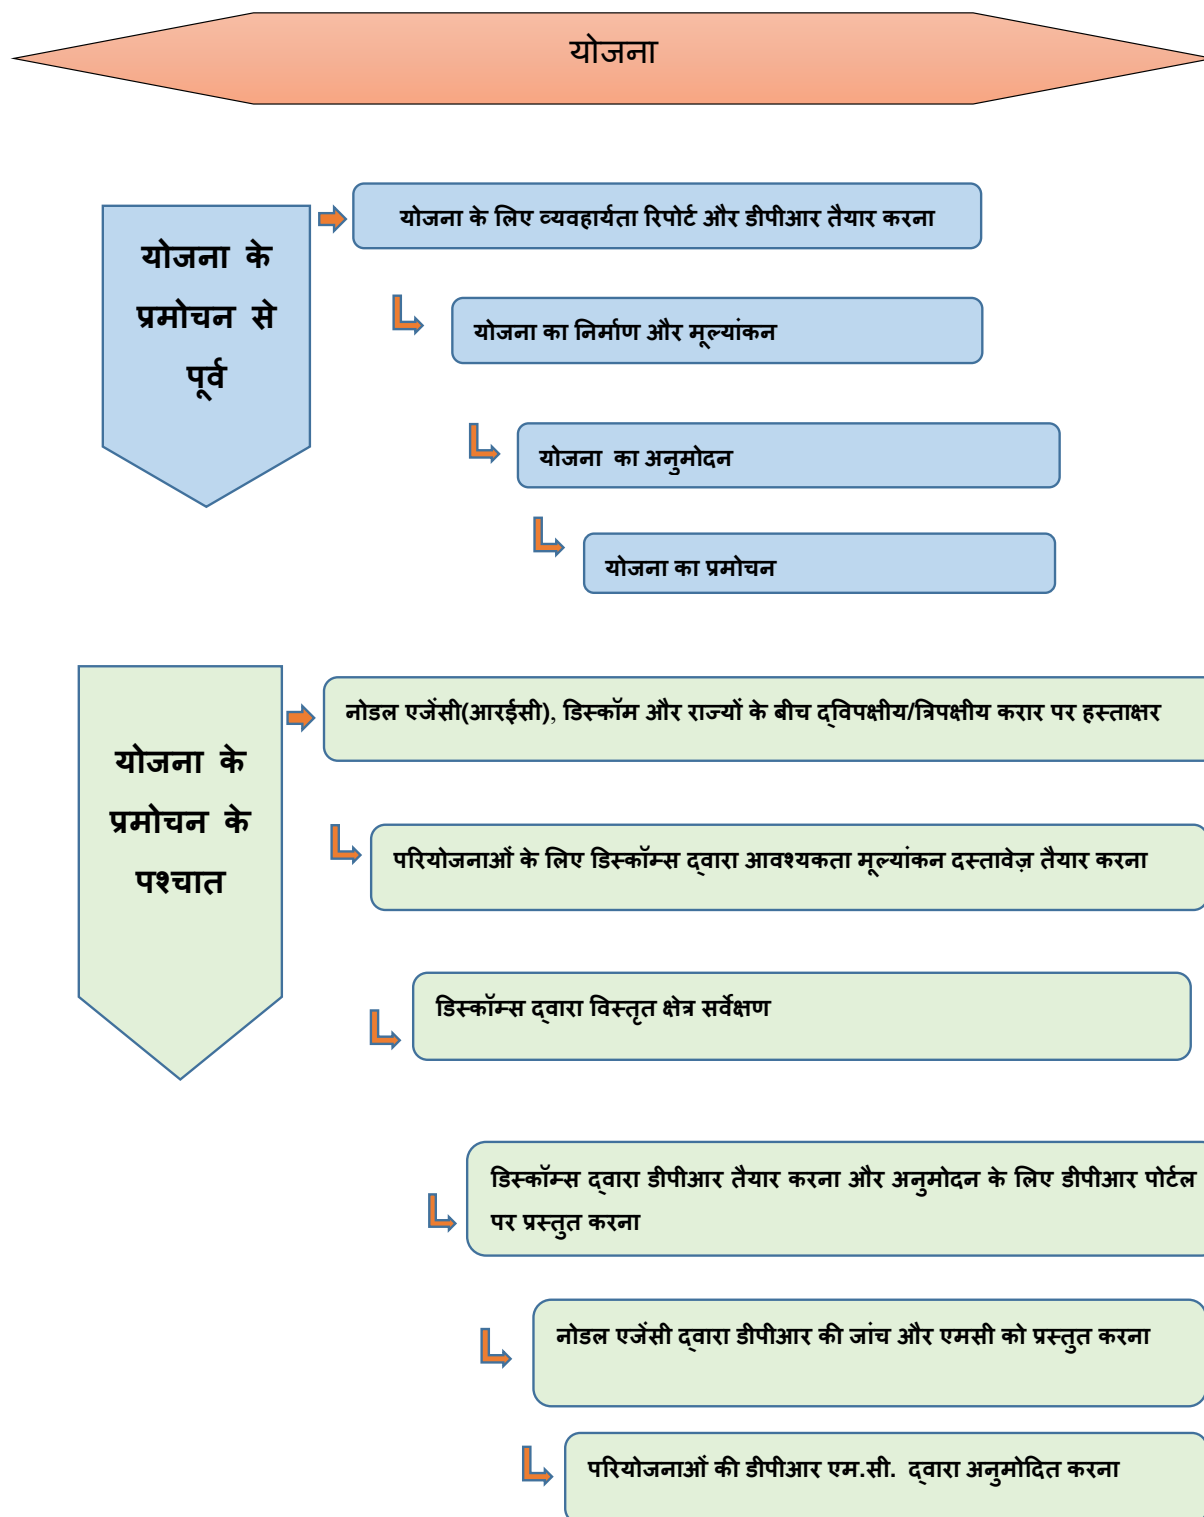 योजना
योजना के
प्रमोचन से
पूर्व
योजना के लिए व्यवहार्यता रिपोर्ट और डीपीआर तैयार करना
योजना का निर्माण और मूल्यांकन
योजना का अनुमोदन
योजना का प्रमोचन
योजना के
प्रमोचन के
पश्चात
नोडल एजेंसी(आरईसी), डिस्कॉम और राज्यों के बीच द्विपक्षीय/त्रिपक्षीय करार पर हस्ताक्षर
परियोजनाओं के लिए डिस्कॉम्स द्वारा आवश्यकता मूल्यांकन दस्तावेज़ तैयार करना
डिस्कॉम्स द्वारा विस्तृत क्षेत्र सर्वेक्षण
डिस्कॉम्स द्वारा डीपीआर तैयार करना और अनुमोदन के लिए डीपीआर पोर्टल
पर प्रस्तुत करना
नोडल एजेंसी द्वारा डीपीआर की जांच और एमसी को प्रस्तुत करना
परियोजनाओं की डीपीआर एम.सी. द्वारा अनुमोदित करना